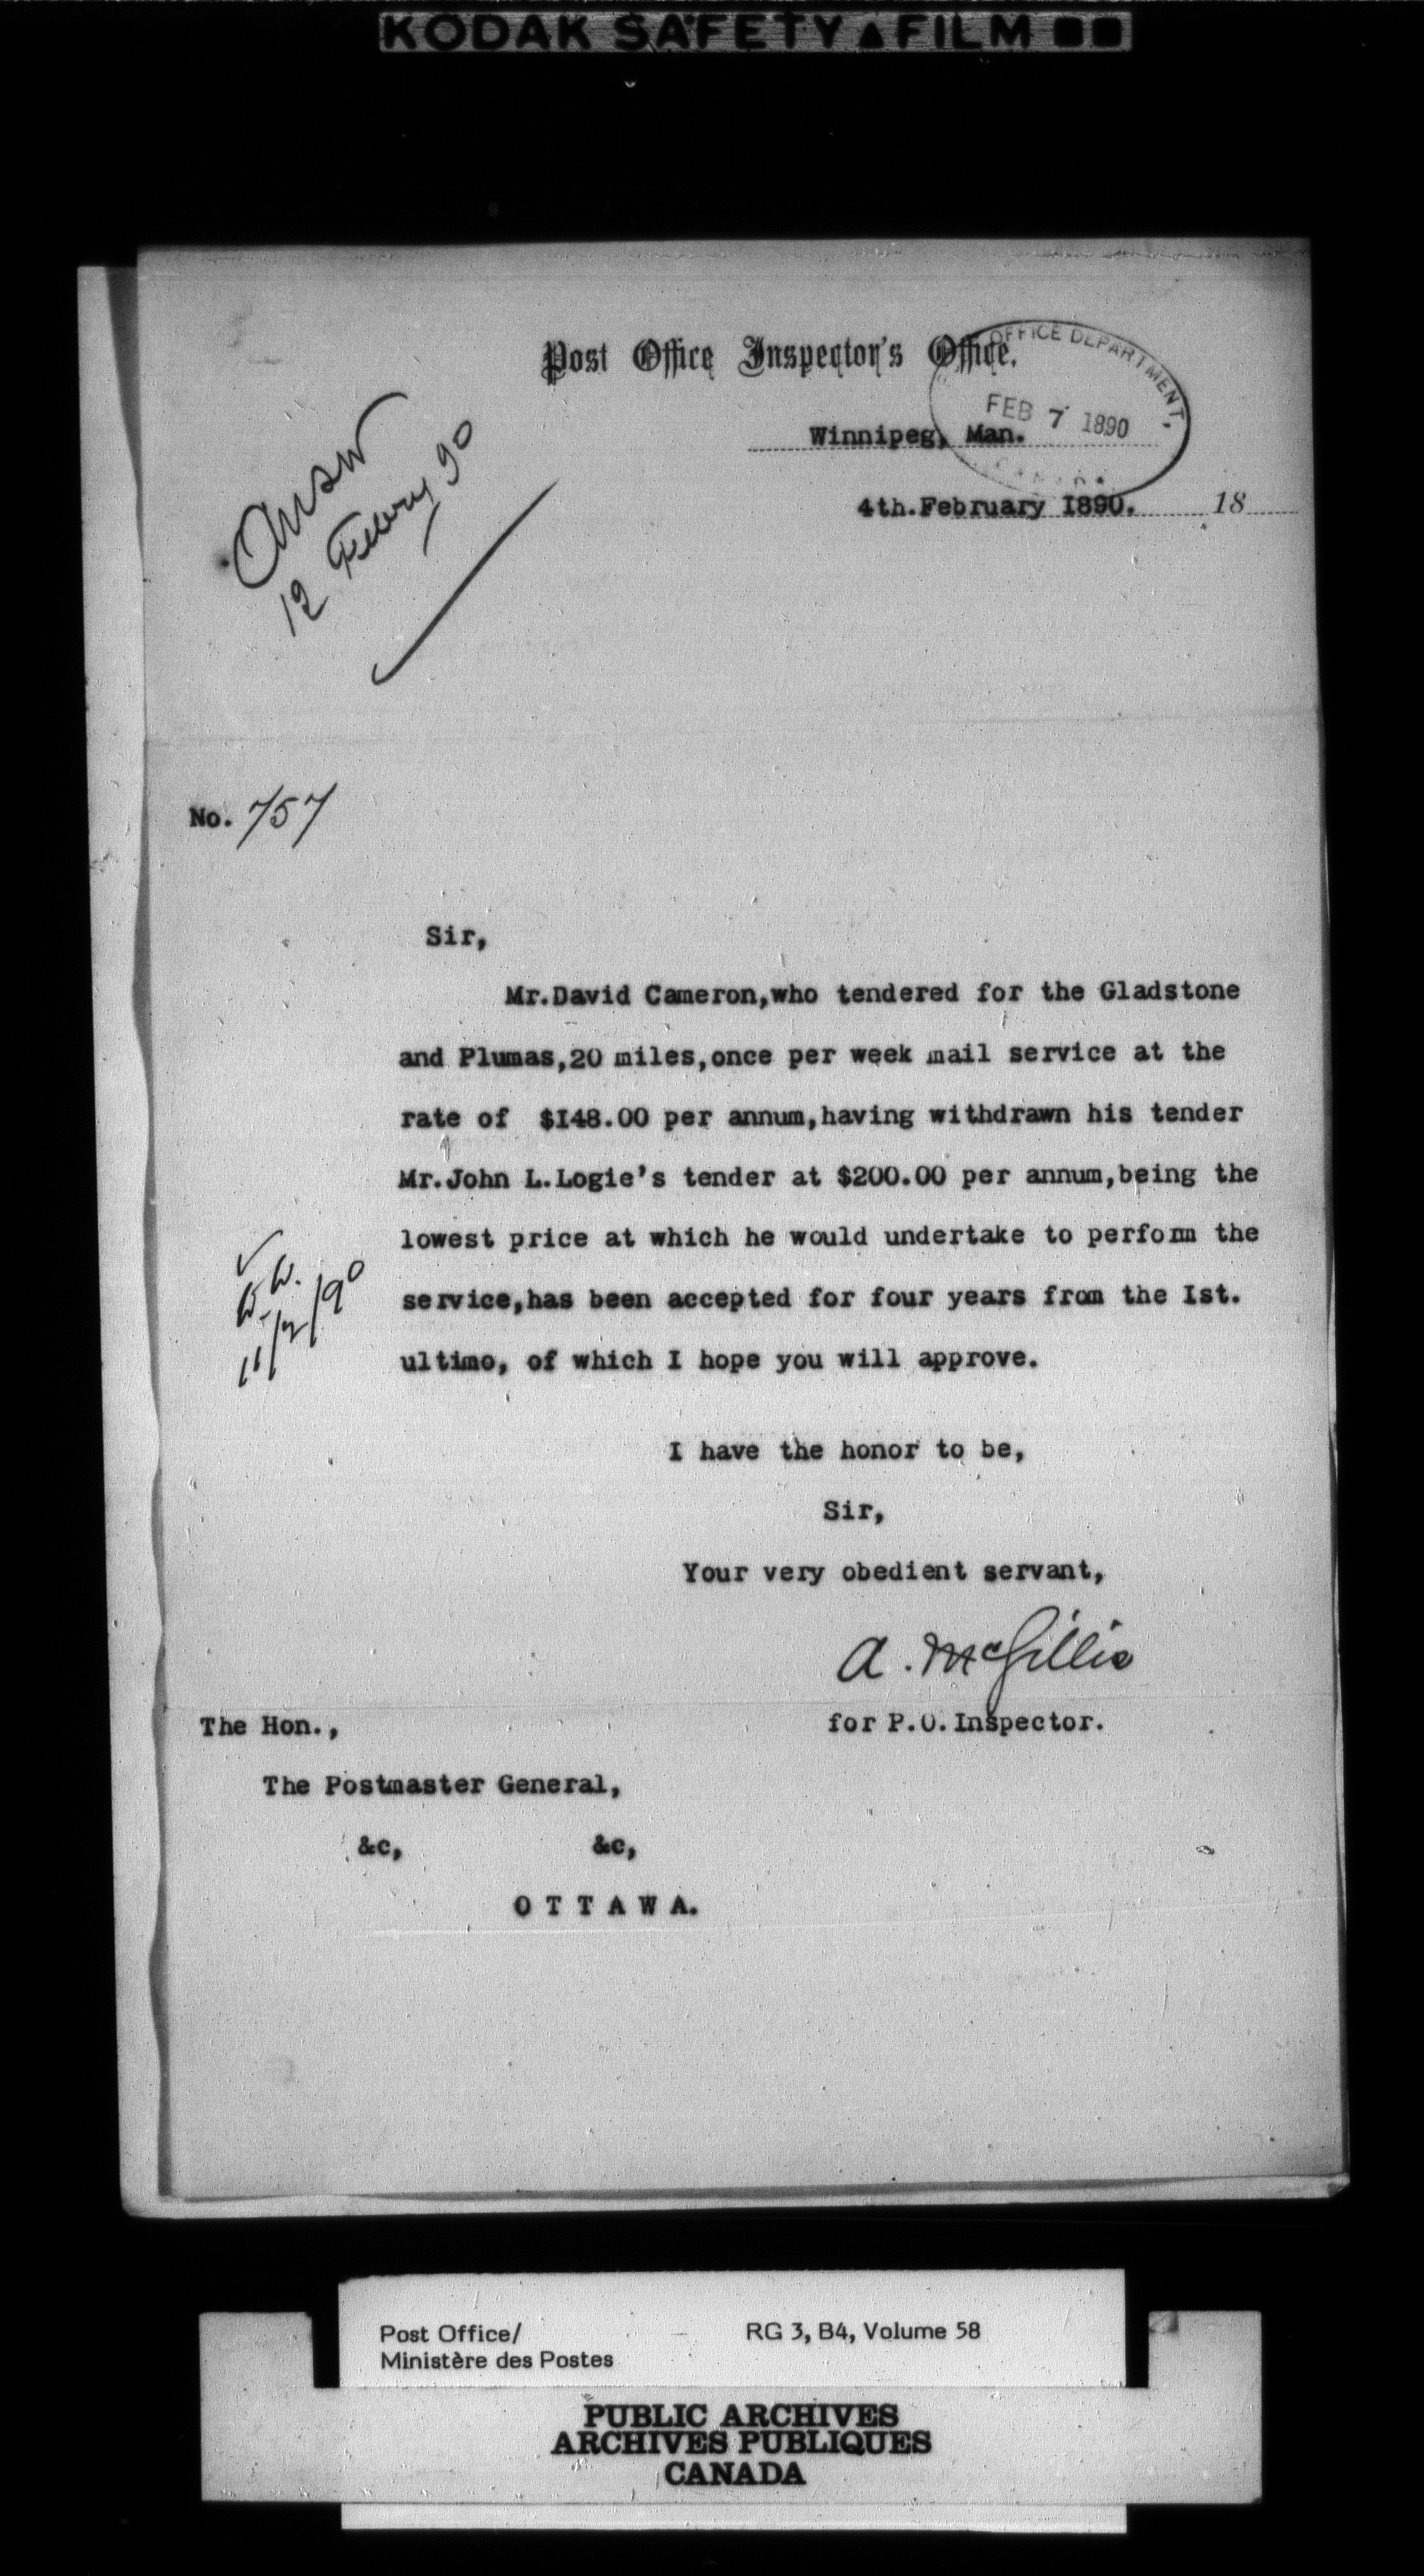 KODAK SAFETY ▲ FILM
Post Office Inspector's Office.
OFFICE DEPARTMENT,
FEB 7 1890
Winnipeg, Man.
4th.February I890. 18
Answ
12 Febury 90
No. 757
Sir,
Mr.David Cameron,who tendered for the Gladstone
and Plumas,20 miles,once per week mail service at the
rate of $I48.00 per annum,having withdrawn his tender
Mr.John L.Logie's tender at $200.00 per annum,being the
lowest price at which he would undertake to perform the
service,has been accepted for four years from the Ist.
ultimo, of which I hope you will approve.
11/2/90
I have the honor to be,
Sir,
Your very obedient servant,
A. McGillis
for P.O.Inspector.
The Hon.,
The Postmaster General,
&c, &c,
O T T A W A.
Post Office/ RG 3, B4, Volume 58
Ministère des Postes
PUBLIC ARCHIVES
ARCHIVES PUBLIQUES
CANADA